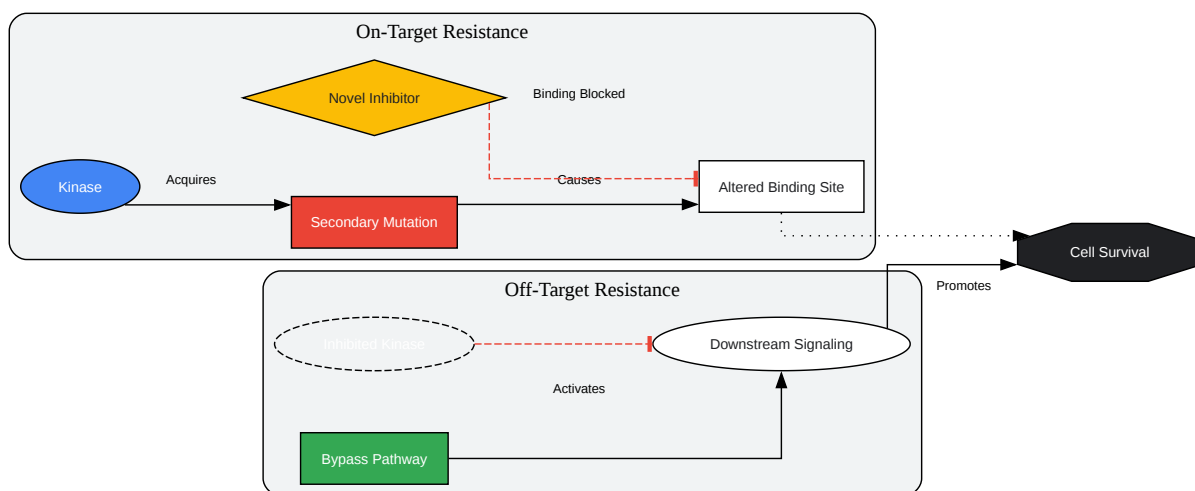 On-Target Resistance
Novel Inhibitor
Binding Blocked
Kinase
Acquires
Causes
Altered Binding Site
Secondary Mutation
Cell Survival
Promotes
Off-Target Resistance
Inhibited Kinase
Downstream Signaling
Activates
Bypass Pathway